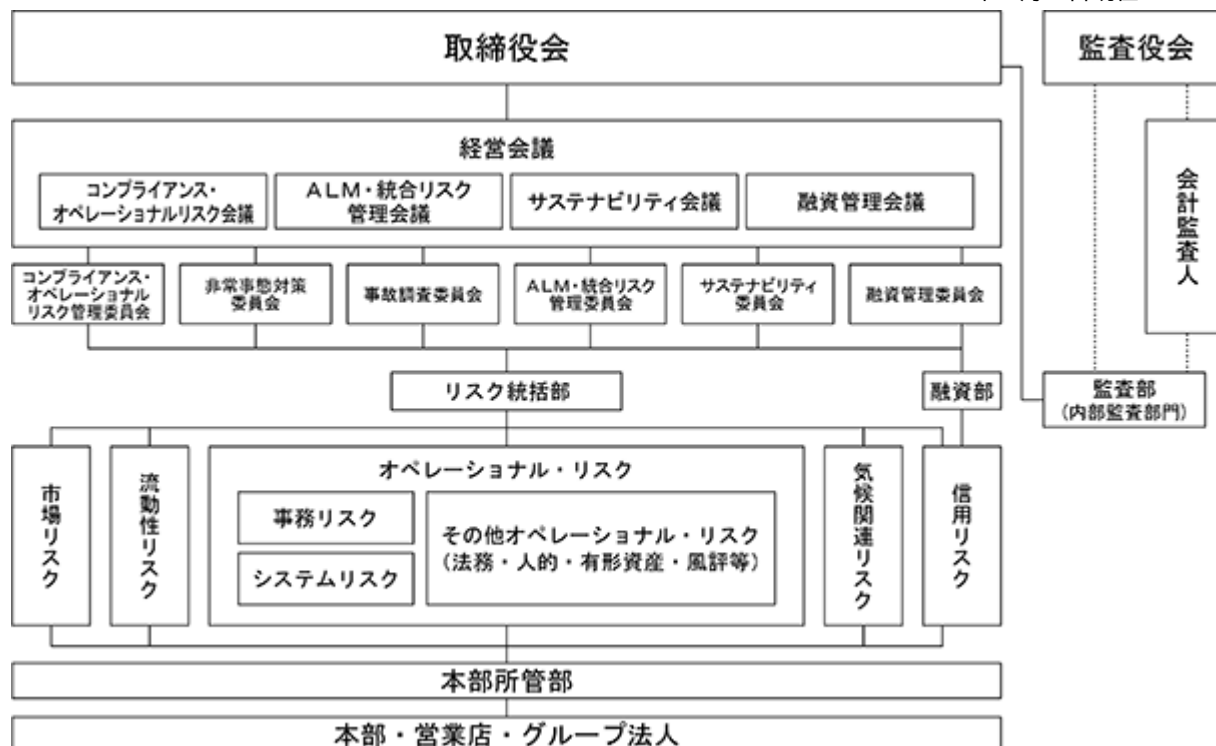 取締役会
監査役会
経営会議
コンプライアンス・
オペレーショナルリスク会議
ALM・統合リスク
管理会議
サステナビリティ会議
融資管理会議
会計監査人
コンプライアンス・
オペレーショナル
リスク管理委員会
非常事態対策
委員会
事故調査委員会
ALM・統合リスク
管理委員会
サステナビリティ
委員会
融資管理委員会
リスク統括部
融資部
監査部
(内部監査部門)
市場リスク
流動性リスク
オペレーショナル・リスク
事務リスク
システムリスク
その他オペレーショナル・リスク
(法務・人的・有形資産・風評等)
気候関連リスク
信用リスク
本部所管部
本部・営業店・グループ法人